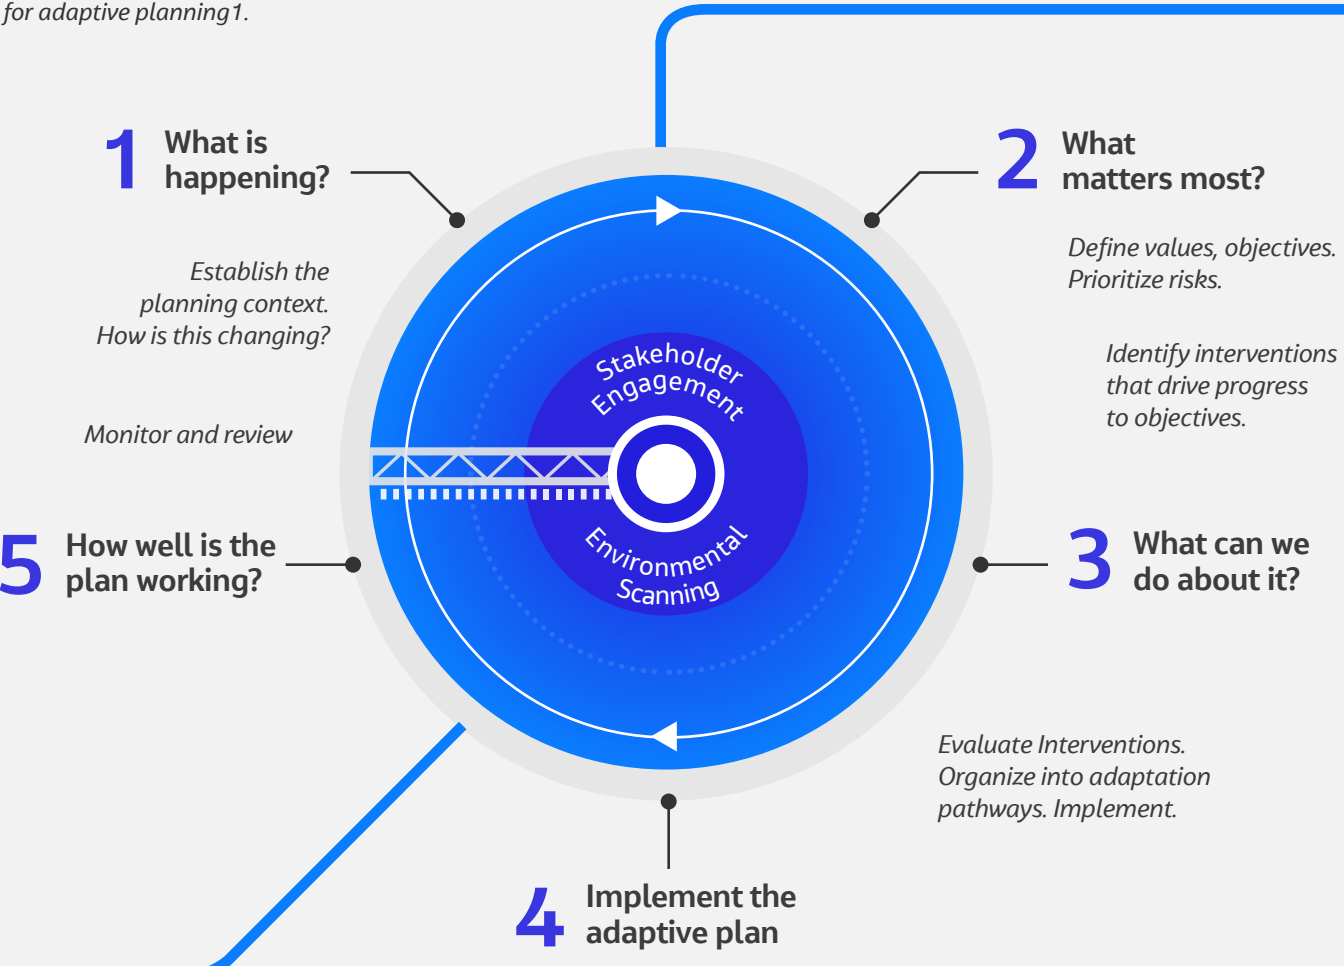 for adaptive planning1.
1
What is
happening?
Establish the
planning context.
How is this changing?
2
What
matters most?
Define values, objectives.
Prioritize risks.
Identify interventions
that drive progress
to objectives.
3
What can we
do about it?
Evaluate Interventions.
Organize into adaptation
pathways. Implement.
4
Implement the
adaptive plan
Monitor and review
5
How well is the
plan working?
Stakeholder
Engagement
Environmental
Scanning